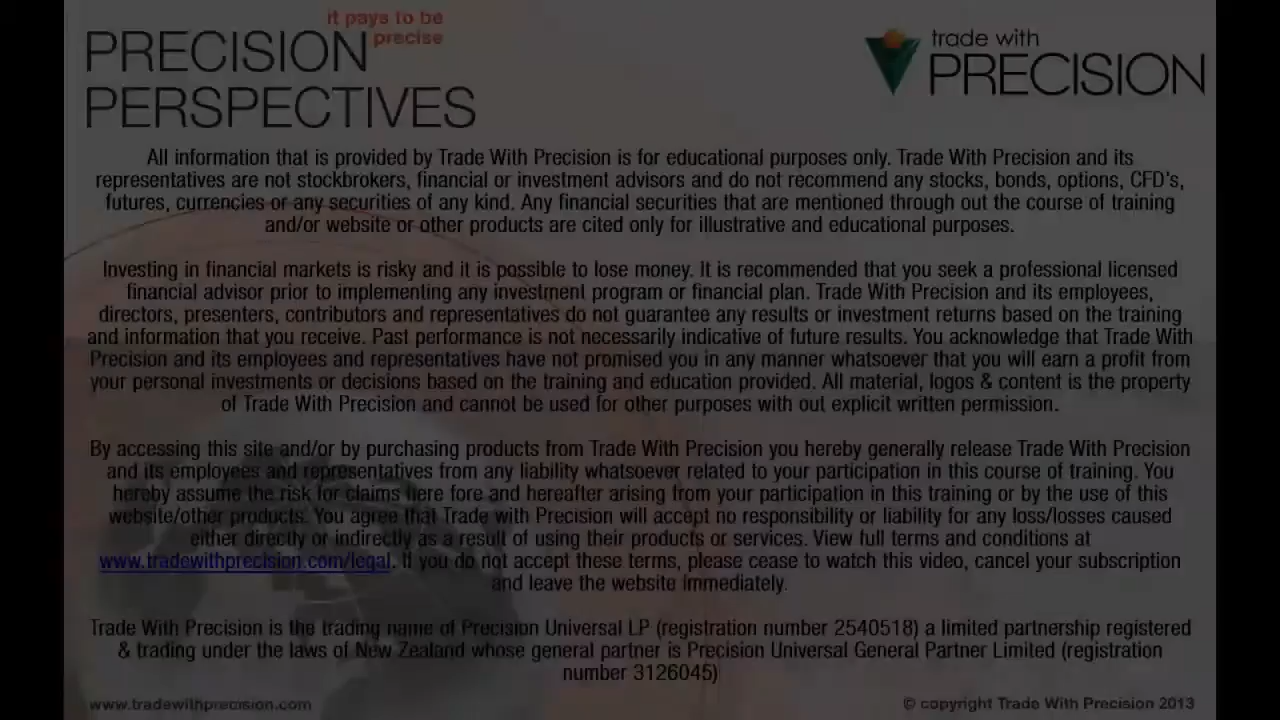 it pays to be
precise
PRECISION
PERSPECTIVES
trade with
PRECISION
All information that is provided by Trade With Precision is for educational purposes only. Trade With Precision and its
representatives are not stockbrokers, financial or investment advisors and do not recommend any stocks, bonds, options, CFD's,
futures, currencies or any securities of any kind. Any financial securities that are mentioned through out the course of training
and/or website or other products are cited only for illustrative and educational purposes.
Investing in financial markets is risky and it is possible to lose money. It is recommended that you seek a professional licensed
financial advisor prior to implementing any investment program or financial plan. Trade With Precision and its employees,
directors, presenters, contributors and representatives do not guarantee any results or investment returns based on the training
and information that you receive. Past performance is not necessarily indicative of future results. You acknowledge that Trade With
Precision and its employees and representatives have not promised you in any manner whatsoever that you will earn a profit from
your personal investments or decisions based on the training and education provided. All material, logos & content is the property
of Trade With Precision and cannot be used for other purposes with out explicit written permission.
By accessing this site and/or by purchasing products from Trade With Precision you hereby generally release Trade With Precision
and its employees and representatives from any liability whatsoever related to your participation in this course of training. You
hereby assume the risk for claims here fore and hereafter arising from your participation in this training or by the use of this
website/other products. You agree that Trade with Precision will accept no responsibility or liability for any loss/losses caused
either directly or indirectly as a result of using their products or services. View full terms and conditions at
www.tradewithprecision.com/legal. If you do not accept these terms, please cease to watch this video, cancel your subscription
and leave the website immediately.
Trade With Precision is the trading name of Precision Universal LP (registration number 2540518) a limited partnership registered
& trading under the laws of New Zealand whose general partner is Precision Universal General Partner Limited (registration
number 3126045)
www.tradewithprecision.com
© copyright Trade With Precision 2013